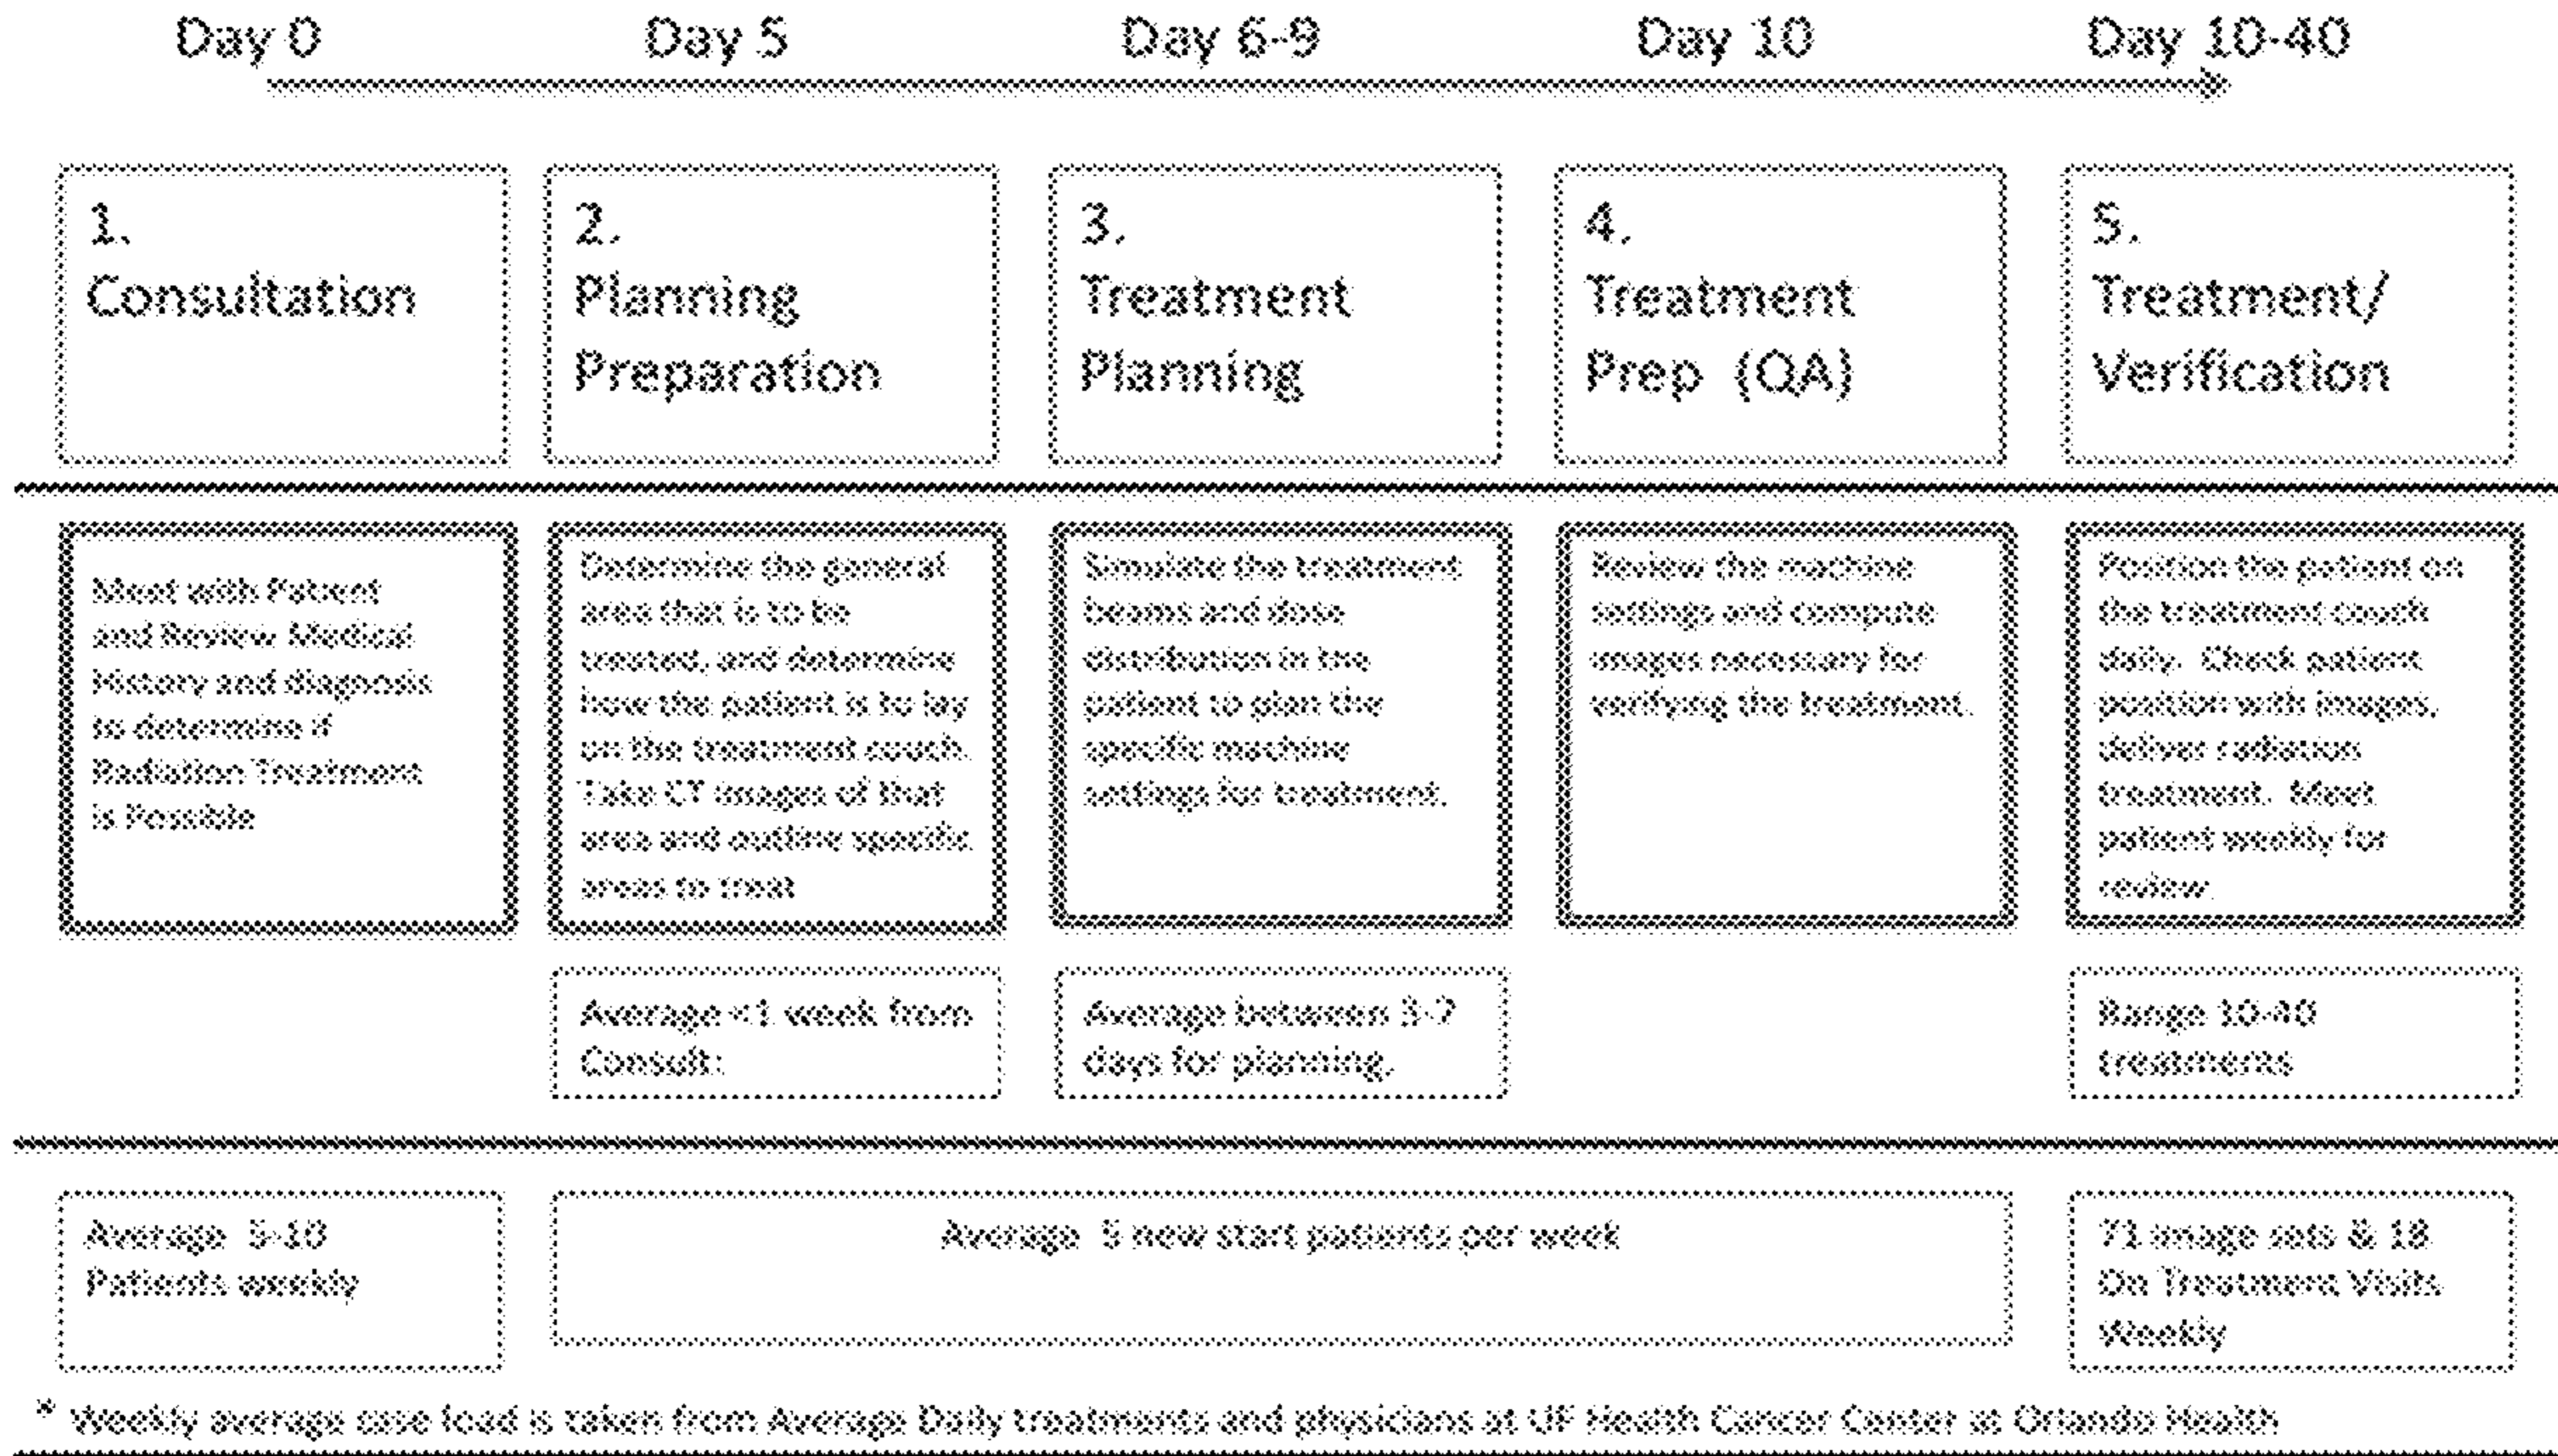 Day 0
Day 5
Day 6-9
Day 10
Day 10-40
1.
Consultation
2.
Planning
Preparation
3.
Treatment
Planning
4.
Treatment
Prep (QA)
5.
Treatment/
Verification
Meet with Patient
and Review Medical
History and diagnosis
to determine if
Radiation Treatment
is Possible
Determine the general
area that is to be
treated, and determine
how the patient is to lay
on the treatment couch.
Take CT images of that
area and outline specific
areas to treat
Simulate the treatment
beams and dose
distribution in the
patient to plan the
specific machine
settings for treatment.
Review the machine
settings and compute
images necessary for
verifying the treatment.
Position the patient on
the treatment couch
daily. Check patient
position with images,
deliver radiation
treatment. Meet
patient weekly for
review.
Average <1 week from
Consult:
Average between 3-7
days for planning.
Range 10-40
treatments
Average 5-10
Patients weekly
Average 5 new start patients per week
71 image sets & 18
On Treatment Visits
Weekly
* Weekly average case load is taken from Average Daily treatments and physicians at UF Health Cancer Center at Orlando Health